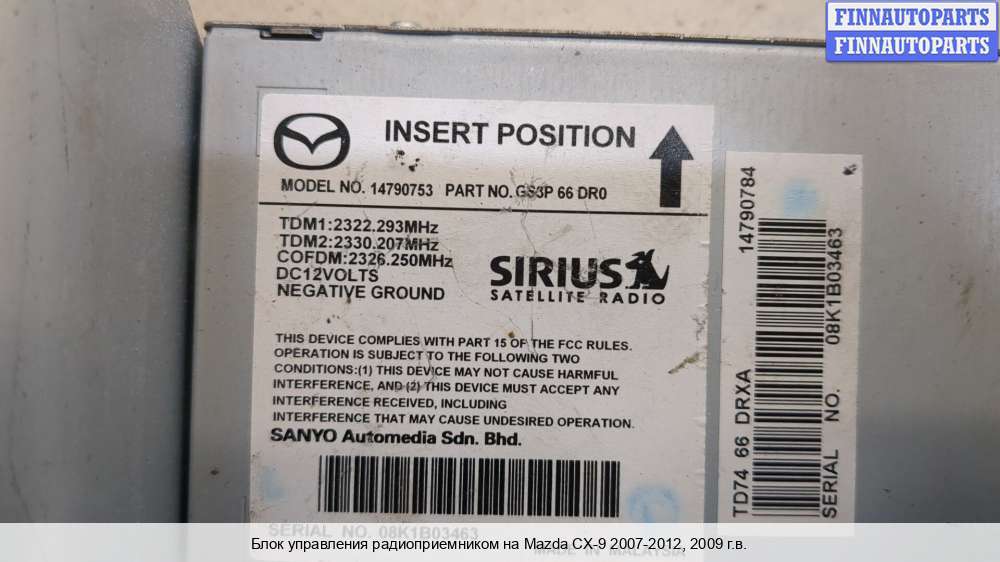 FINNAUTOPARTS
FINNAUTOPARTS
INSERT POSITION
MODEL NO. 14790753 PART NO. GS3P 66 DR0
TDM1:2322.293MHz
TDM2:2330.207MHz
COFDM:2326.250MHz
DC12VOLTS
NEGATIVE GROUND
SIRIUS
SATELLITE RADIO
THIS DEVICE COMPLIES WITH PART 15 OF THE FCC RULES.
OPERATION IS SUBJECT TO THE FOLLOWING TWO
CONDITIONS:(1) THIS DEVICE MAY NOT CAUSE HARMFUL
INTERFERENCE, AND (2) THIS DEVICE MUST ACCEPT ANY
INTERFERENCE RECEIVED, INCLUDING
INTERFERENCE THAT MAY CAUSE UNDESIRED OPERATION.
SANYO Automedia Sdn. Bhd.
SERIAL NO. 08K1B03463
MADE IN MALAYSIA
TD74 66 DRXA 14790784
SERIAL NO. 08K1B03463
Блок управления радиоприемником на Mazda CX-9 2007-2012, 2009 г.в.